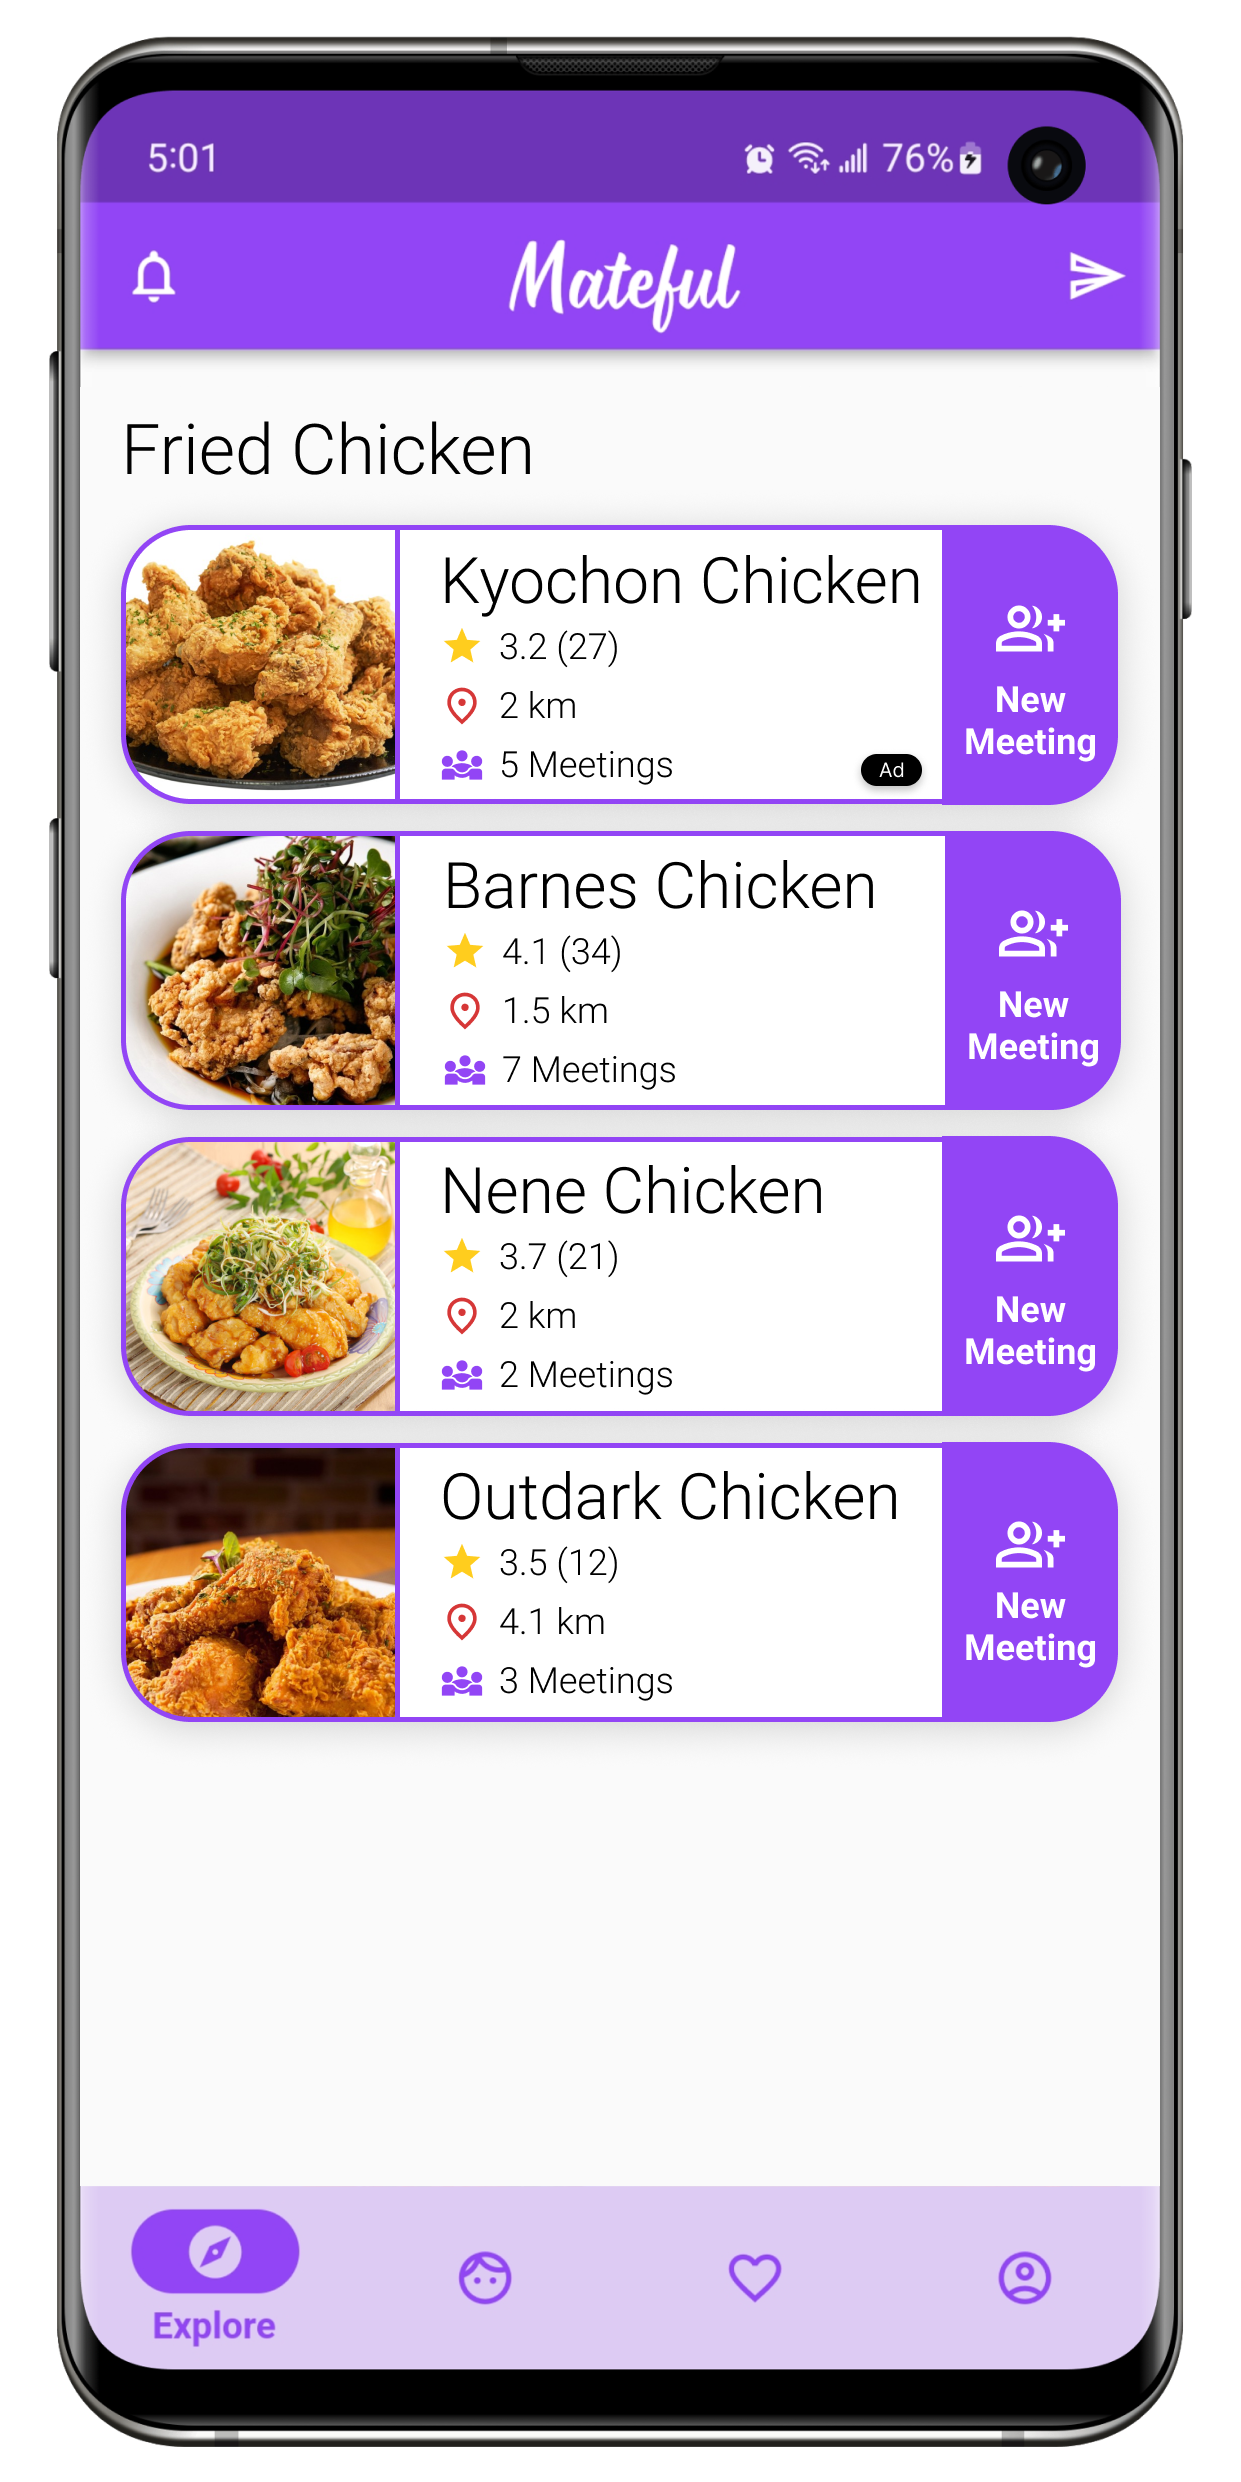 5:01
76%
Mateful
Fried Chicken
Kyochon Chicken
3.2 (27)
2 km
5 Meetings
Ad
New
Meeting
Barnes Chicken
4.1 (34)
1.5 km
7 Meetings
New
Meeting
Nene Chicken
3.7 (21)
2 km
2 Meetings
New
Meeting
Outdark Chicken
3.5 (12)
4.1 km
3 Meetings
New
Meeting
Explore